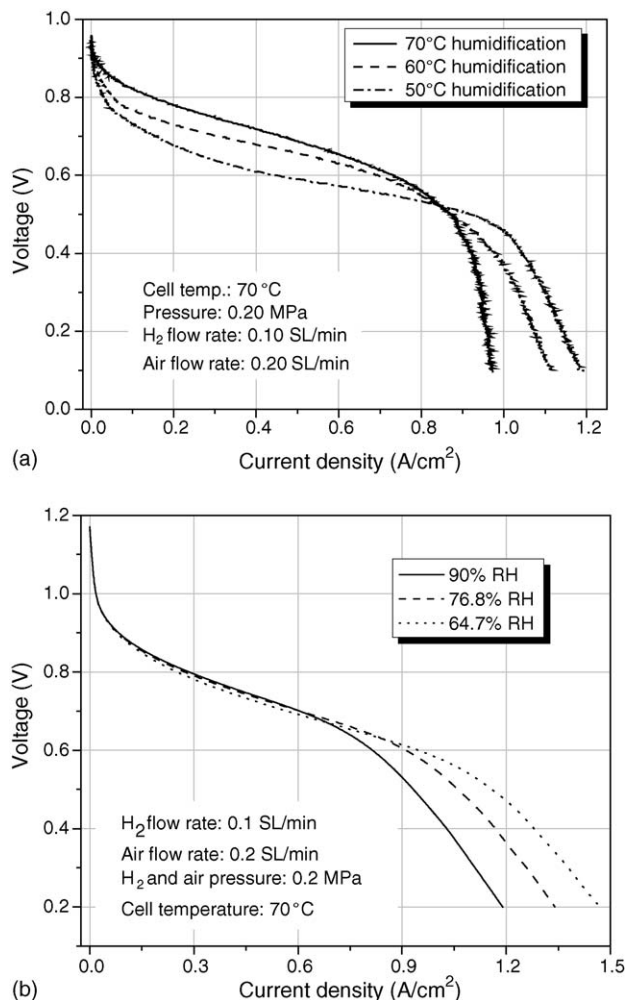 1.0
0.8
0.6
0.4
0.2
0.0
Voltage (V)
70°C humidification
60°C humidification
50°C humidification
Cell temp.: 70 °C
Pressure: 0.20 MPa
H₂ flow rate: 0.10 SL/min
Air flow rate: 0.20 SL/min
0.0 0.2 0.4 0.6 0.8 1.0 1.2
(a) Current density (A/cm²)
1.2
1.0
0.8
0.6
0.4
0.2
Voltage (V)
90% RH
76.8% RH
64.7% RH
H₂ flow rate: 0.1 SL/min
Air flow rate: 0.2 SL/min
H₂ and air pressure: 0.2 MPa
Cell temperature: 70°C
0.0 0.3 0.6 0.9 1.2 1.5
(b) Current density (A/cm²)